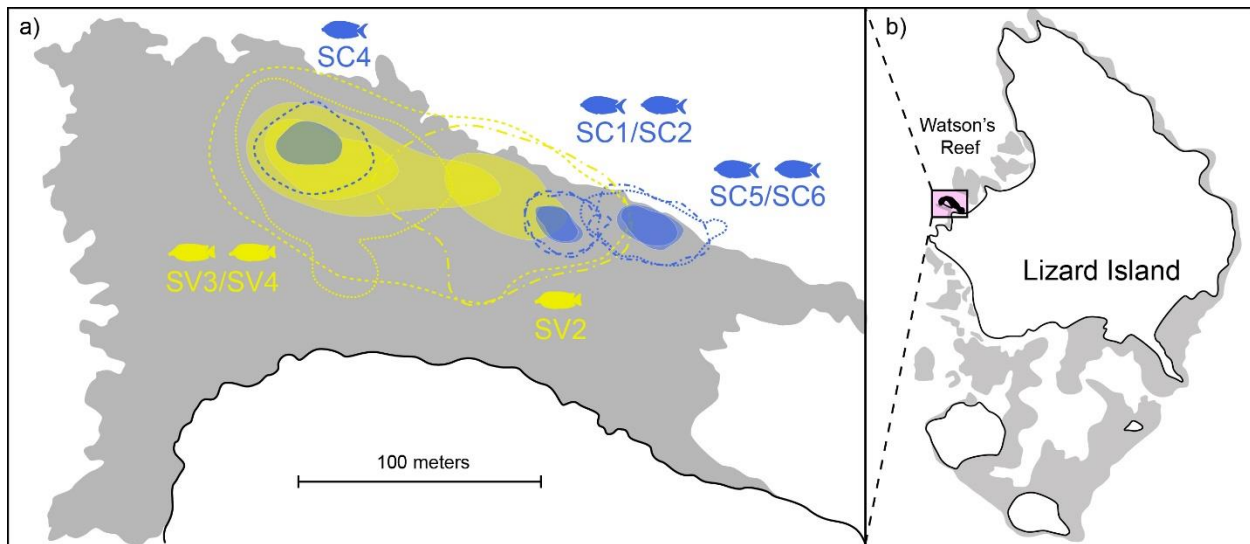 a)
SC4
SC1/SC2
SC5/SC6
SV3/SV4
SV2
100 meters
b)
Watson's
Reef
Lizard Island